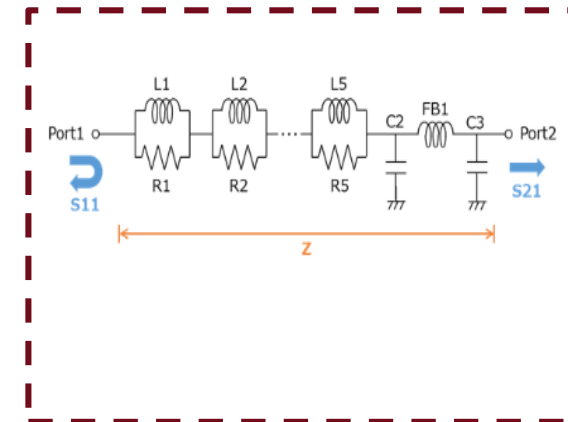 L1 L2 L5
C2 FB1 C3
Port1 Port2
R1 R2 R5
S11 S21
Z